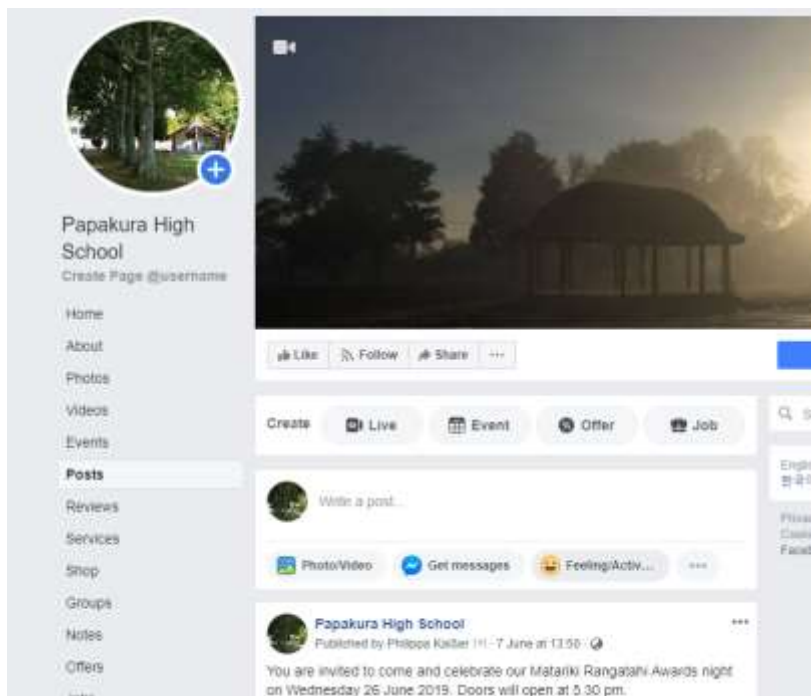 Papakura High
School
Create Page @username
Home
About
Photos
Videos
Events
Posts
Reviews
Services
Shop
Groups
Notes
Offers
Like Follow Share
Create Live Event Offer Job
Write a post...
Photo/Video Get messages Feeling/Activ...
Papakura High School
Published by Philippa · 7 June at 13:50
You are invited to come and celebrate our Matariki Rangatahi Awards night
on Wednesday 26 June 2019. Doors will open at 5.30 pm.